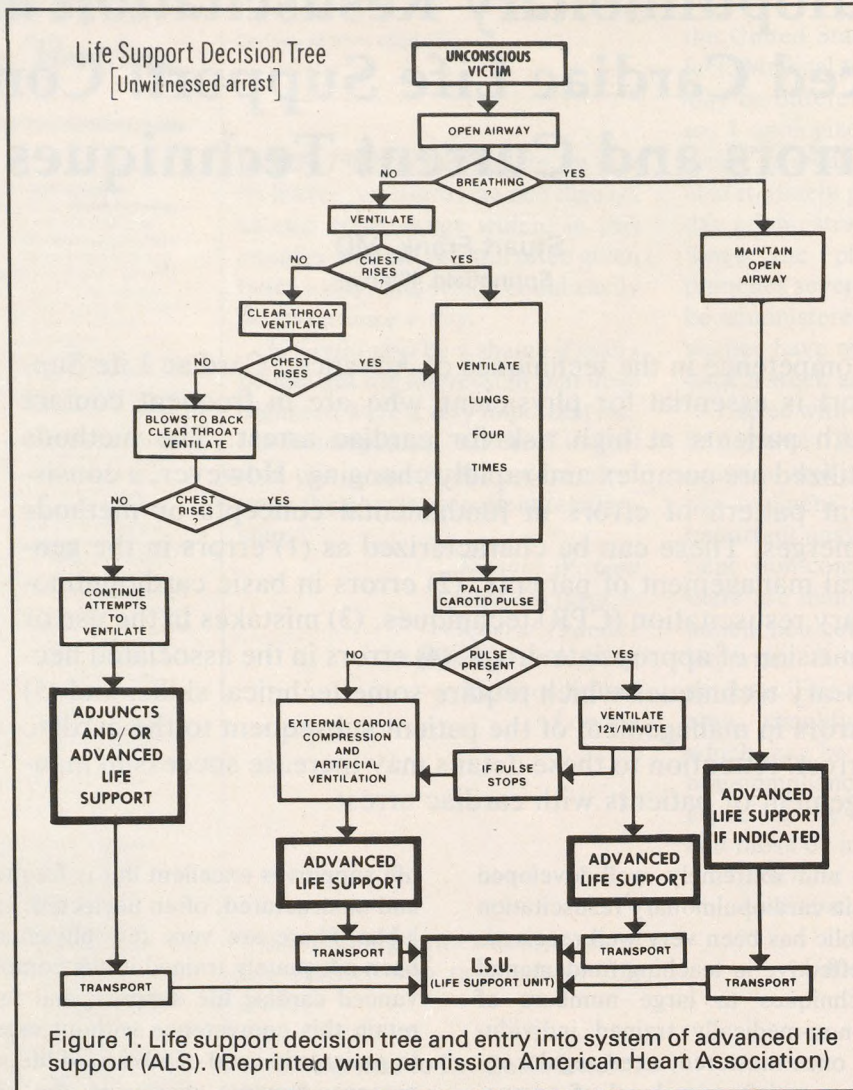 Life Support Decision Tree
[Unwitnessed arrest]
UNCONSCIOUS
VICTIM
OPEN AIRWAY
NO
BREATHING
?
YES
VENTILATE
MAINTAIN
OPEN
AIRWAY
NO
CHEST
RISES
?
YES
CLEAR THROAT
VENTILATE
NO
CHEST
RISES
?
YES
VENTILATE
LUNGS
FOUR
TIMES
BLOWS TO BACK
CLEAR THROAT
VENTILATE
NO
CHEST
RISES
?
YES
CONTINUE
ATTEMPTS
TO
VENTILATE
PALPATE
CAROTID PULSE
NO
PULSE
PRESENT
?
YES
ADJUNCTS
AND/OR
ADVANCED
LIFE
SUPPORT
EXTERNAL CARDIAC
COMPRESSION
AND
ARTIFICIAL
VENTILATION
IF PULSE
STOPS
VENTILATE
12x/MINUTE
ADVANCED
LIFE SUPPORT
IF INDICATED
ADVANCED
LIFE SUPPORT
ADVANCED
LIFE SUPPORT
TRANSPORT
TRANSPORT
L.S.U.
(LIFE SUPPORT UNIT)
TRANSPORT
TRANSPORT
Figure 1. Life support decision tree and entry into system of advanced life
support (ALS). (Reprinted with permission, American Heart Association)